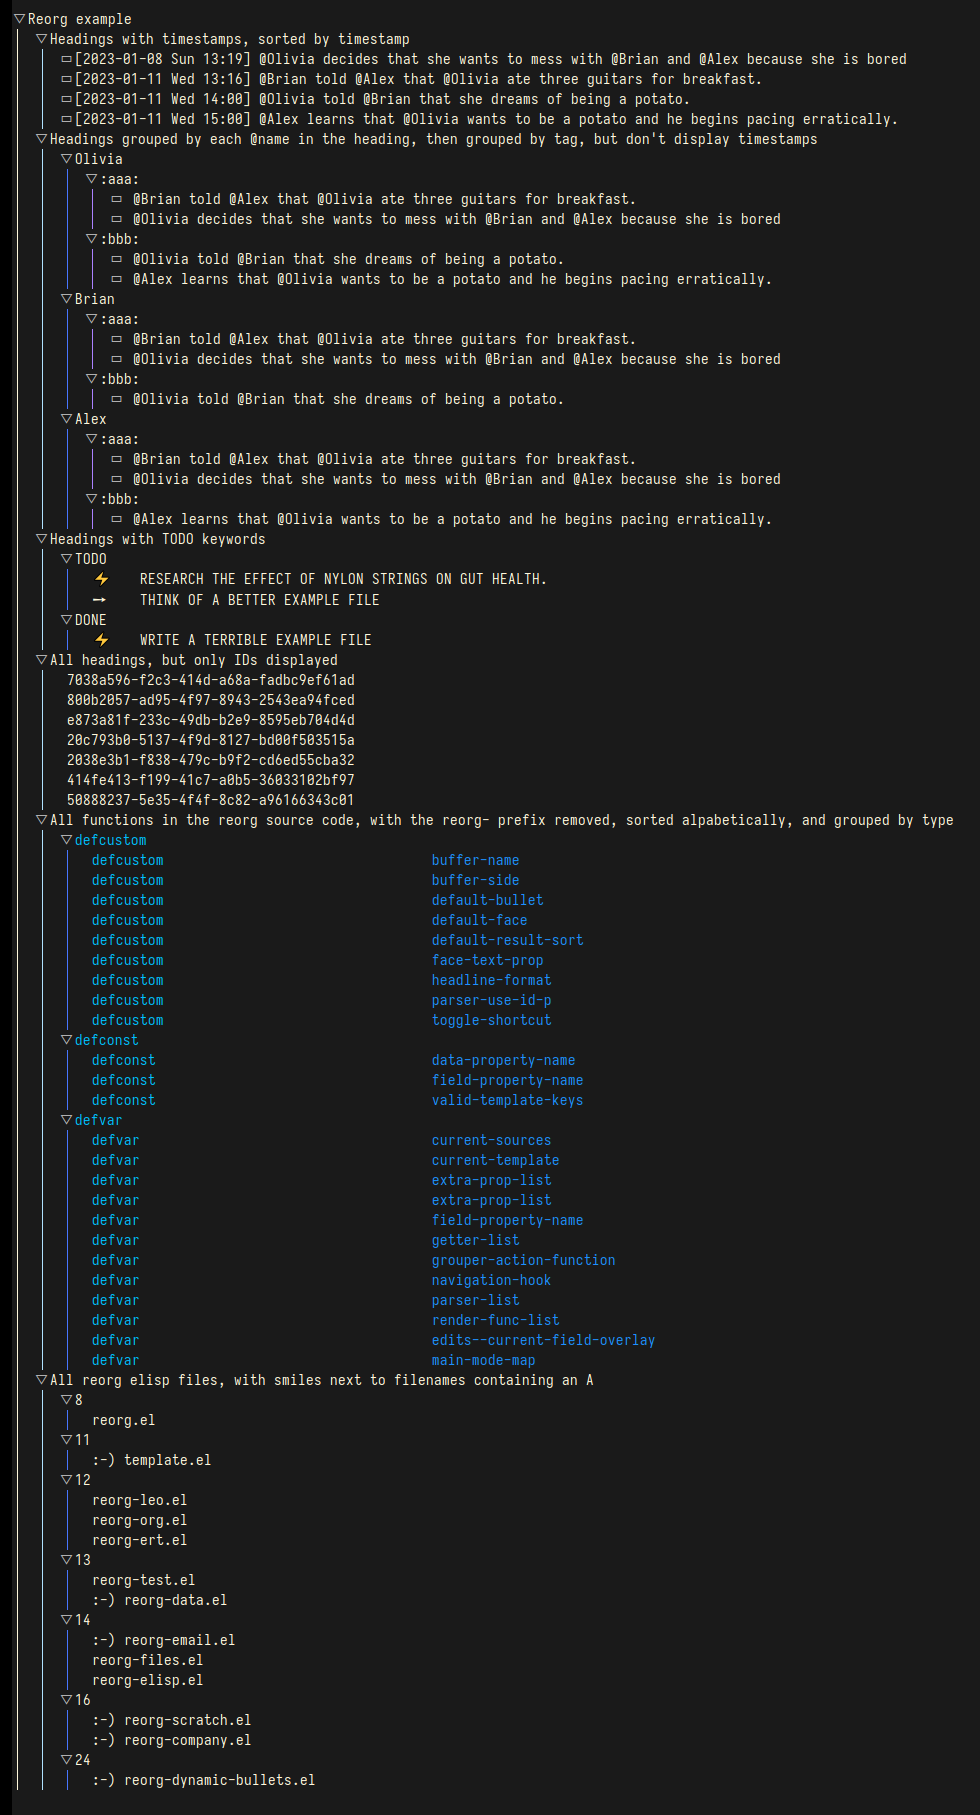 Reorg example
Headings with timestamps, sorted by timestamp
[2023-01-08 Sun 13:19] @Olivia decides that she wants to mess with @Brian and @Alex because she is bored
[2023-01-11 Wed 13:16] @Brian told @Alex that @Olivia ate three guitars for breakfast.
[2023-01-11 Wed 14:00] @Olivia told @Brian that she dreams of being a potato.
[2023-01-11 Wed 15:00] @Alex learns that @Olivia wants to be a potato and he begins pacing erratically.
Headings grouped by each @name in the heading, then grouped by tag, but don't display timestamps
Olivia
:aaa:
@Brian told @Alex that @Olivia ate three guitars for breakfast.
@Olivia decides that she wants to mess with @Brian and @Alex because she is bored
:bbb:
@Olivia told @Brian that she dreams of being a potato.
@Alex learns that @Olivia wants to be a potato and he begins pacing erratically.
Brian
:aaa:
@Brian told @Alex that @Olivia ate three guitars for breakfast.
@Olivia decides that she wants to mess with @Brian and @Alex because she is bored
:bbb:
@Olivia told @Brian that she dreams of being a potato.
Alex
:aaa:
@Brian told @Alex that @Olivia ate three guitars for breakfast.
@Olivia decides that she wants to mess with @Brian and @Alex because she is bored
:bbb:
@Alex learns that @Olivia wants to be a potato and he begins pacing erratically.
Headings with TODO keywords
TODO
RESEARCH THE EFFECT OF NYLON STRINGS ON GUT HEALTH.
THINK OF A BETTER EXAMPLE FILE
DONE
WRITE A TERRIBLE EXAMPLE FILE
All headings, but only IDs displayed
7038a596-f2c3-414d-a68a-fadbc9ef61ad
800b2057-ad95-4f97-8943-2543ea94fced
e873a81f-233c-49db-b2e9-8595eb704d4d
20c793b0-5137-4f9d-8127-bd00f503515a
2038e3b1-f838-479c-b9f2-cd6ed55cba32
414fe413-f199-41c7-a0b5-36033102bf97
50888237-5e35-4f4f-8c82-a96166343c01
All functions in the reorg source code, with the reorg- prefix removed, sorted alpabetically, and grouped by type
defcustom
defcustom buffer-name
defcustom buffer-side
defcustom default-bullet
defcustom default-face
defcustom default-result-sort
defcustom face-text-prop
defcustom headline-format
defcustom parser-use-id-p
defcustom toggle-shortcut
defconst
defconst data-property-name
defconst field-property-name
defconst valid-template-keys
defvar
defvar current-sources
defvar current-template
defvar extra-prop-list
defvar extra-prop-list
defvar field-property-name
defvar getter-list
defvar grouper-action-function
defvar navigation-hook
defvar parser-list
defvar render-func-list
defvar edits--current-field-overlay
defvar main-mode-map
All reorg elisp files, with smiles next to filenames containing an A
8
reorg.el
11
:-) template.el
12
reorg-leo.el
reorg-org.el
reorg-ert.el
13
reorg-test.el
:-) reorg-data.el
14
:-) reorg-email.el
reorg-files.el
reorg-elisp.el
16
:-) reorg-scratch.el
:-) reorg-company.el
24
:-) reorg-dynamic-bullets.el